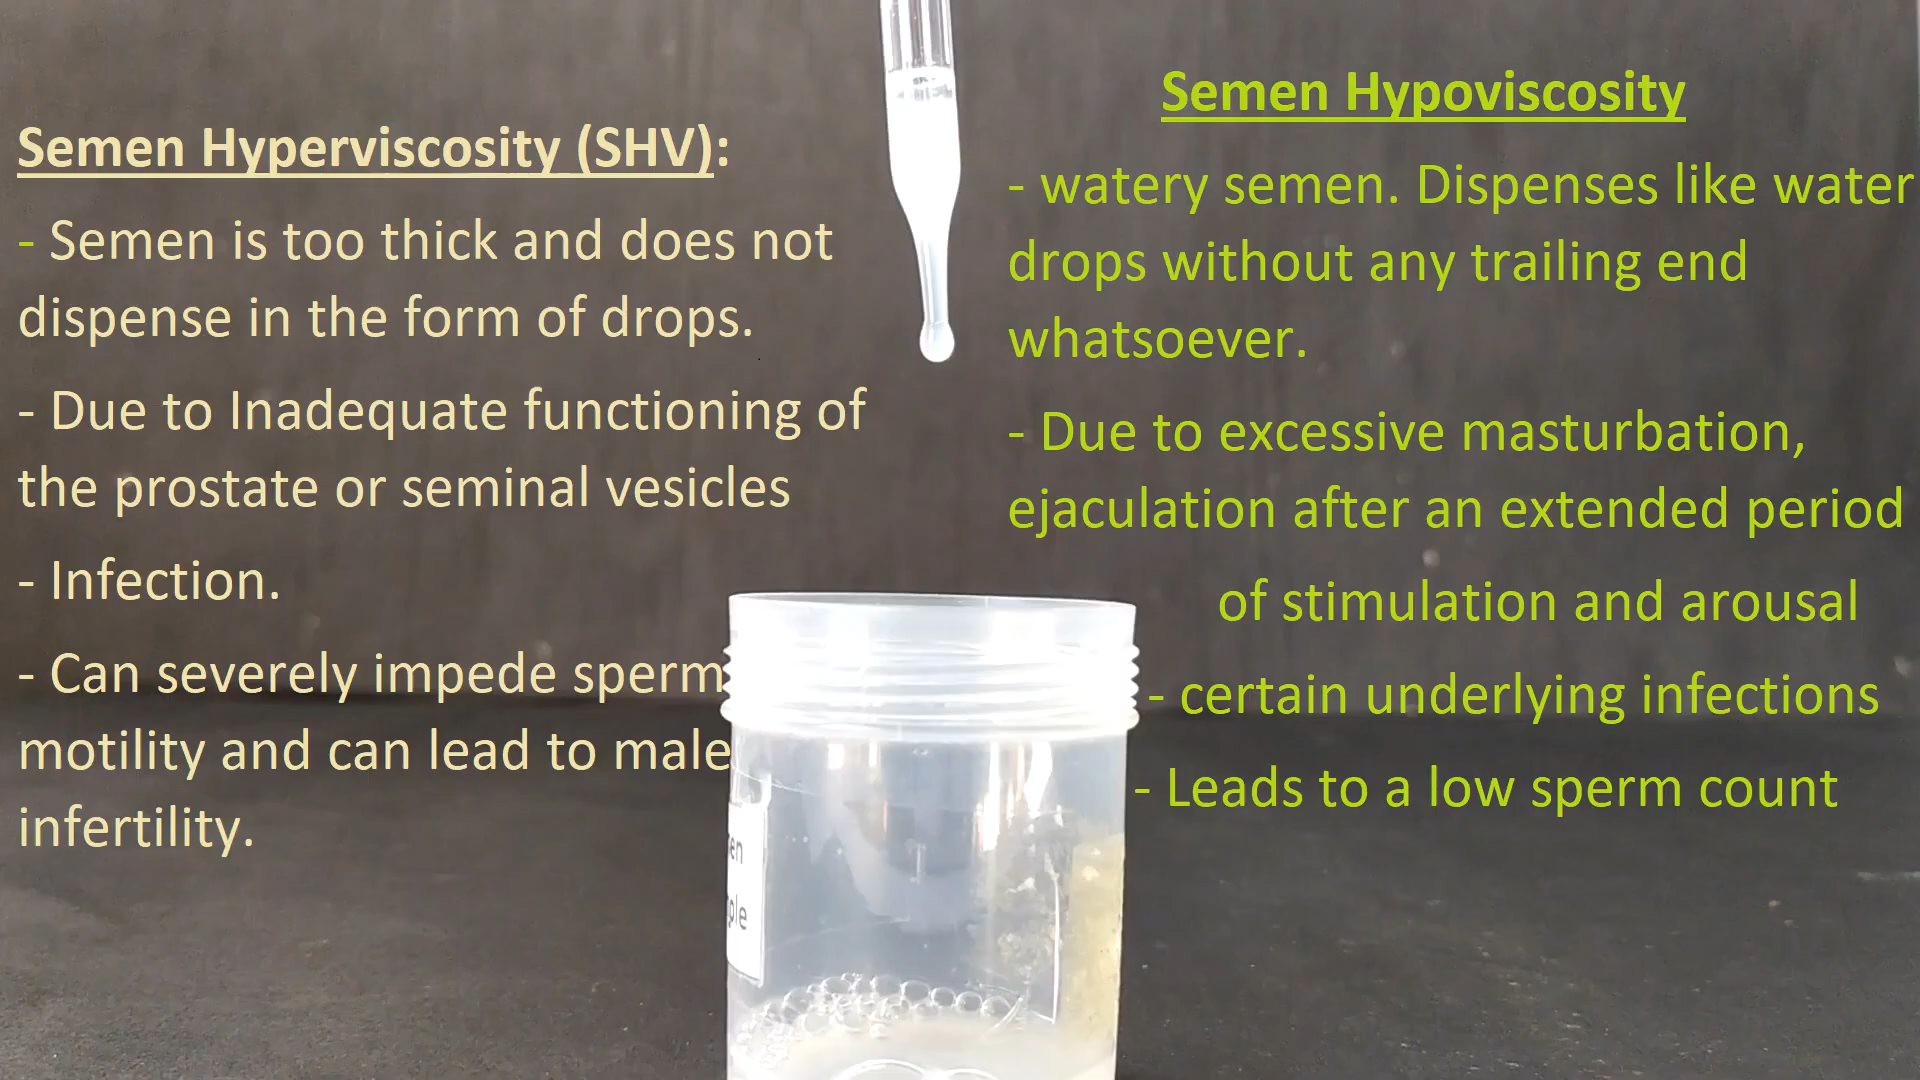 Semen Hyperviscosity (SHV):
- Semen is too thick and does not
dispense in the form of drops.
- Due to Inadequate functioning of
the prostate or seminal vesicles
- Infection.
- Can severely impede sperm
motility and can lead to male
infertility.
Semen Hypoviscosity
- watery semen. Dispenses like water
drops without any trailing end
whatsoever.
- Due to excessive masturbation,
ejaculation after an extended period
of stimulation and arousal
- certain underlying infections
- Leads to a low sperm count